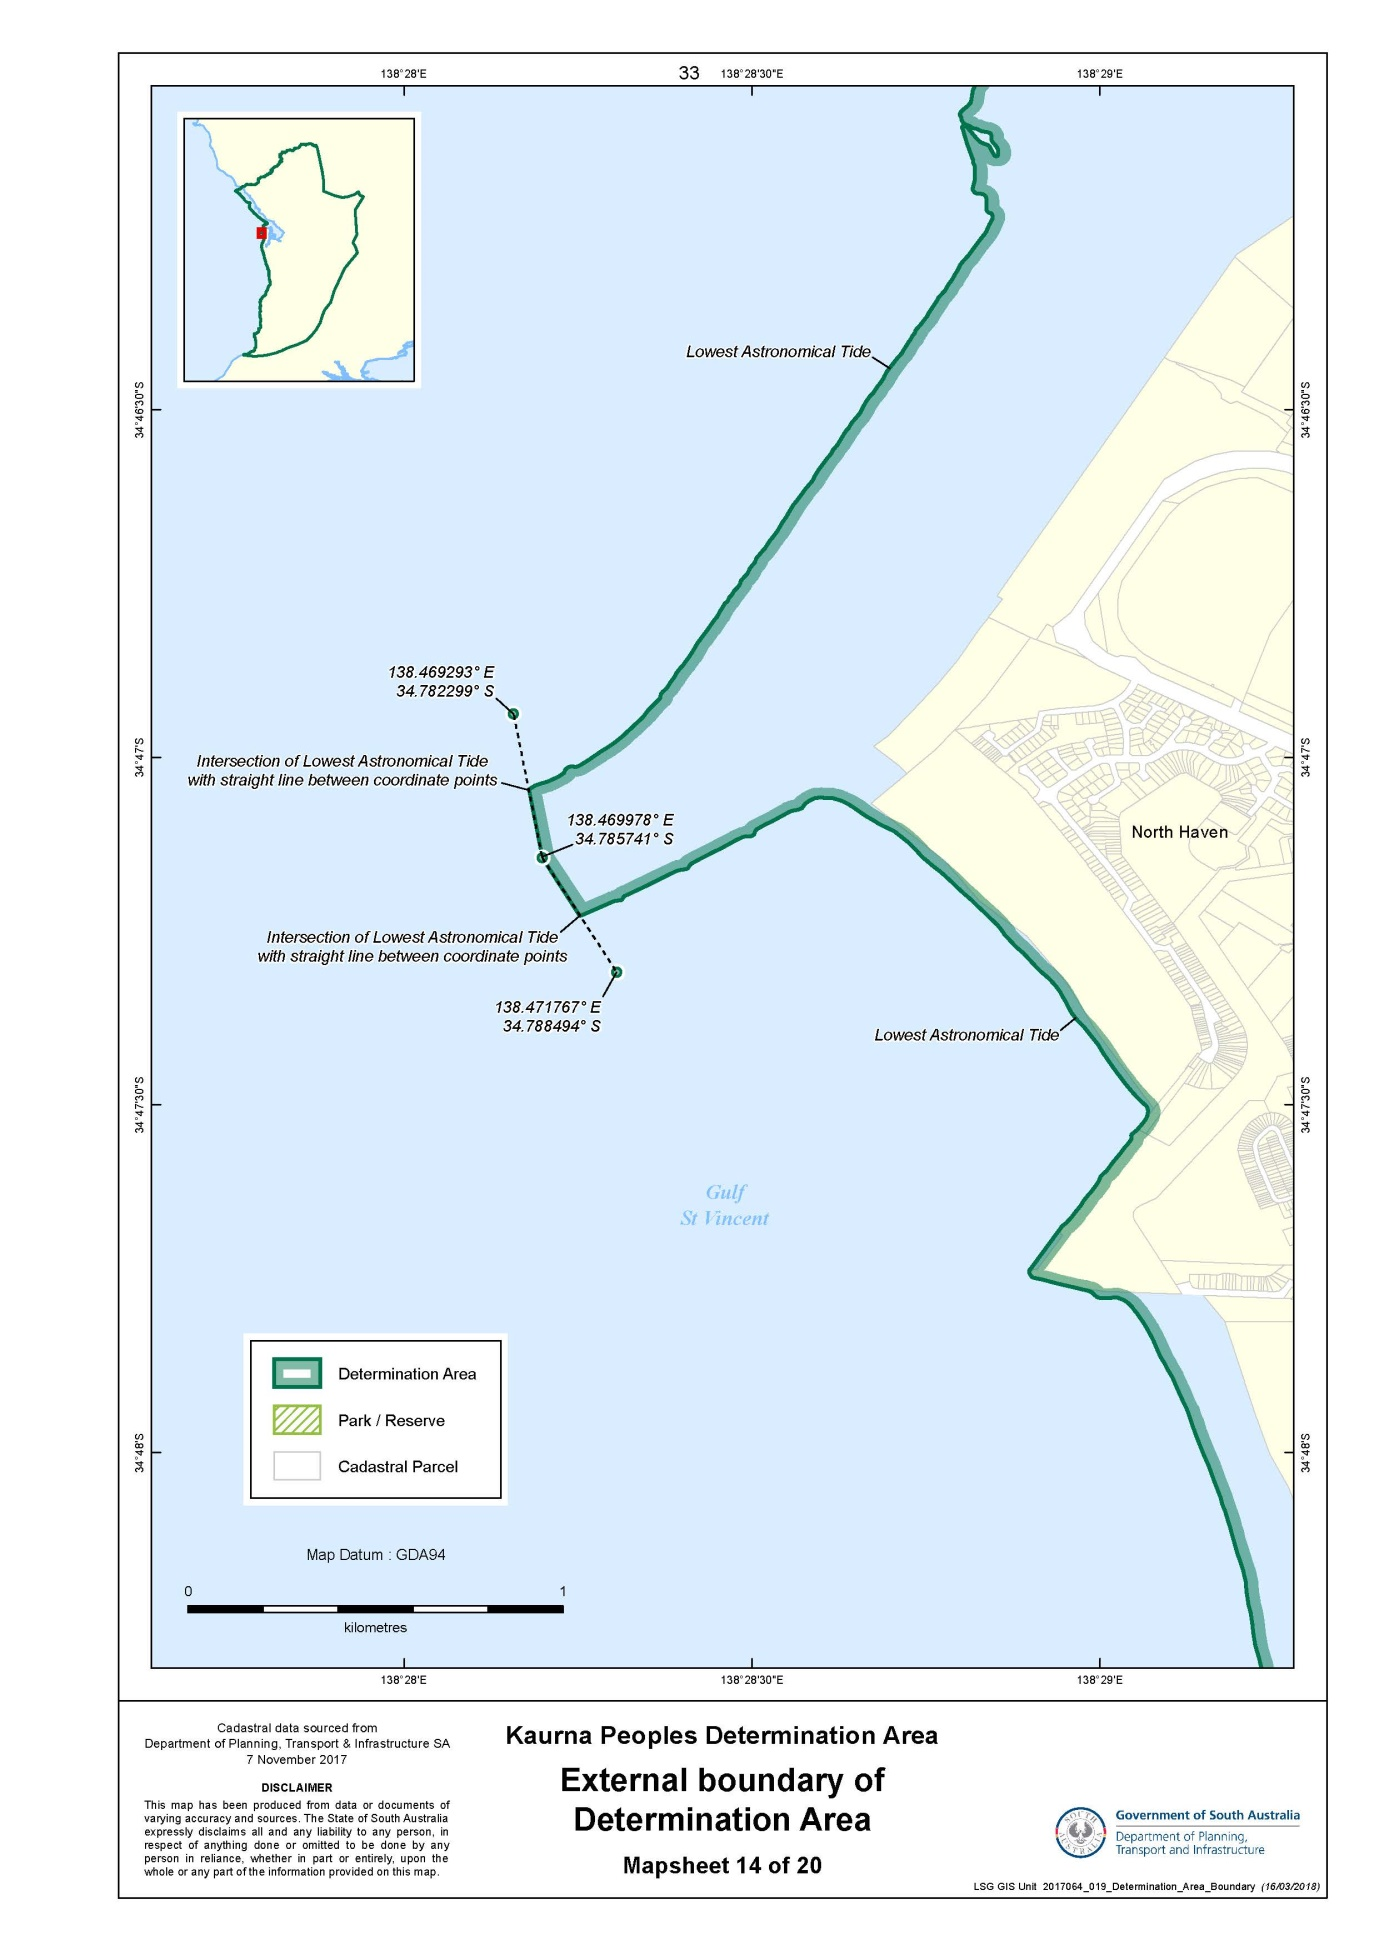 33
138°28'E
138°28'30"E
138°29'E
34°46'30"S
34°46'30"S
Lowest Astronomical Tide
138.469293° E
34.782299° S
34°47'S
34°47'S
Intersection of Lowest Astronomical Tide
with straight line between coordinate points
138.469978° E
34.785741° S
North Haven
Intersection of Lowest Astronomical Tide
with straight line between coordinate points
138.471767° E
34.788494° S
Lowest Astronomical Tide
34°47'30"S
34°47'30"S
Gulf
St Vincent
Determination Area
Park / Reserve
Cadastral Parcel
34°48'S
34°48'S
Map Datum : GDA94
0
1
kilometres
138°28'E
138°28'30"E
138°29'E
Cadastral data sourced from
Department of Planning, Transport & Infrastructure SA
7 November 2017
DISCLAIMER
This map has been produced from data or documents of
varying accuracy and sources. The State of South Australia
expressly disclaims all and any liability to any person, in
respect of anything done or omitted to be done by any
person in reliance, whether in part or entirely, upon the
whole or any part of the information provided on this map.
Kaurna Peoples Determination Area
External boundary of
Determination Area
Mapsheet 14 of 20
SOUTH
AUSTRALIA
Government of South Australia
Department of Planning,
Transport and Infrastructure
LSG GIS Unit 2017064_019_Determination_Area_Boundary (16/03/2018)